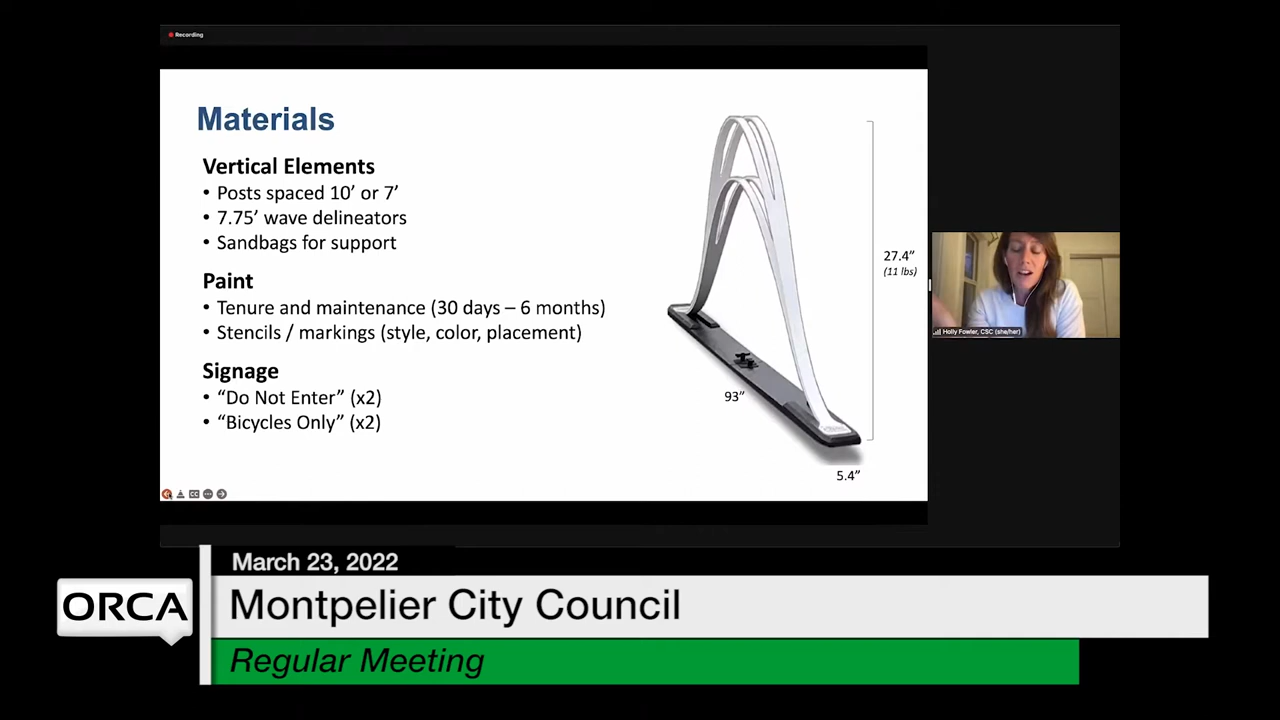 Recording
Materials
Vertical Elements
• Posts spaced 10’ or 7’
• 7.75’ wave delineators
• Sandbags for support
Paint
• Tenure and maintenance (30 days – 6 months)
• Stencils / markings (style, color, placement)
Signage
• “Do Not Enter” (x2)
• “Bicycles Only” (x2)
27.4”
(11 lbs)
93”
5.4”
CC
Holly Fowler, CSC (she/her)
March 23, 2022
ORCA
Montpelier City Council
Regular Meeting